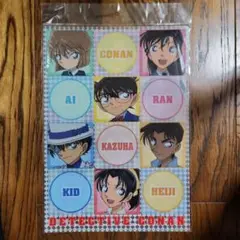 CONAN
AI
RAN
KAZUHA
KID
HEIJI
DETECTIVE CONAN